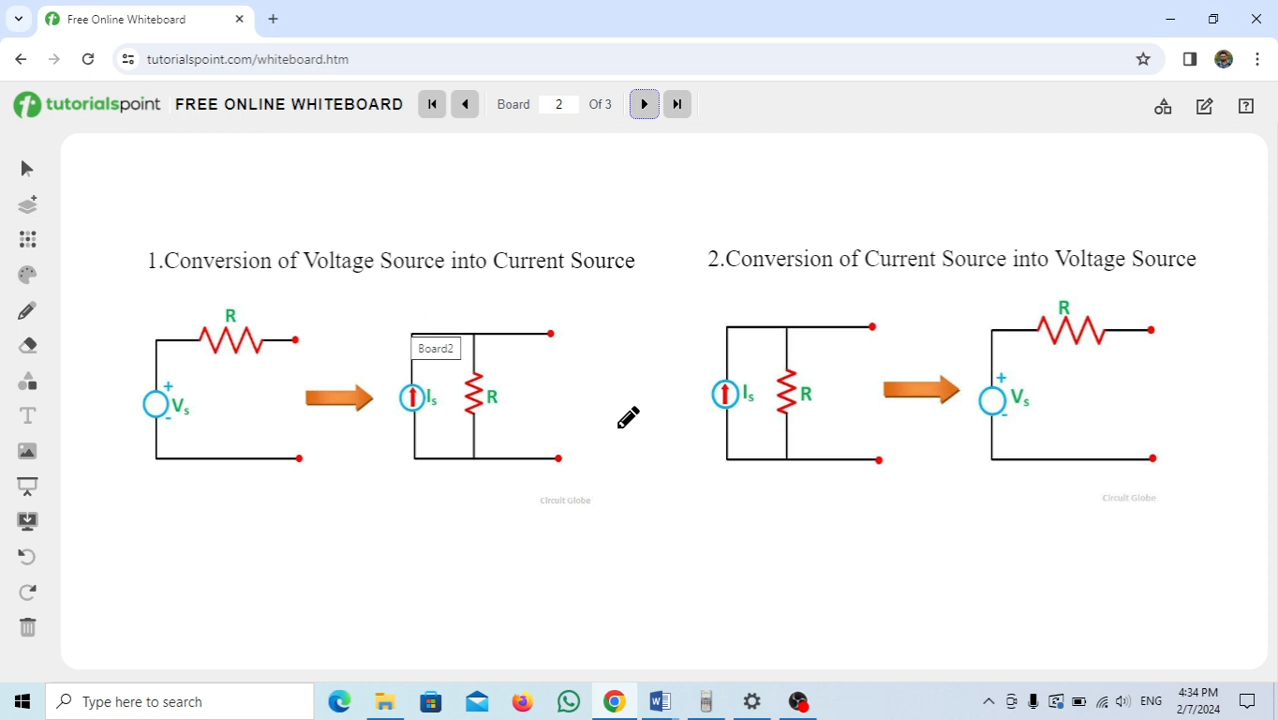 Free Online Whiteboard
tutorialspoint.com/whiteboard.htm
tutorialspoint FREE ONLINE WHITEBOARD Board 2 Of 3
1.Conversion of Voltage Source into Current Source
R
+
Vs
-
Board2
Is
R
Circuit Globe
2.Conversion of Current Source into Voltage Source
Is
R
R
+
Vs
-
Circuit Globe
Type here to search
ENG
4:34 PM
2/7/2024